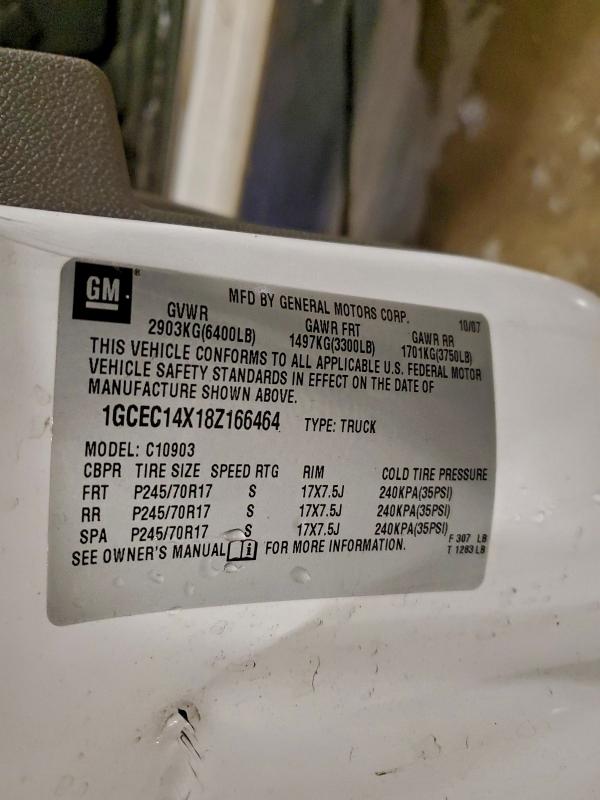 GM ®
MFD BY GENERAL MOTORS CORP. 10/07
GVWR GAWR FRT GAWR RR
2903KG(6400LB) 1497KG(3300LB) 1701KG(3750LB)
THIS VEHICLE CONFORMS TO ALL APPLICABLE U.S. FEDERAL MOTOR
VEHICLE SAFETY STANDARDS IN EFFECT ON THE DATE OF
MANUFACTURE SHOWN ABOVE.
1GCEC14X18Z166464 TYPE: TRUCK
MODEL: C10903
CBPR TIRE SIZE SPEED RTG RIM COLD TIRE PRESSURE
FRT P245/70R17 S 17X7.5J 240KPA(35PSI)
RR P245/70R17 S 17X7.5J 240KPA(35PSI)
SPA P245/70R17 S 17X7.5J 240KPA(35PSI)
SEE OWNER'S MANUAL i FOR MORE INFORMATION.
F 307 LB
T 1283 LB